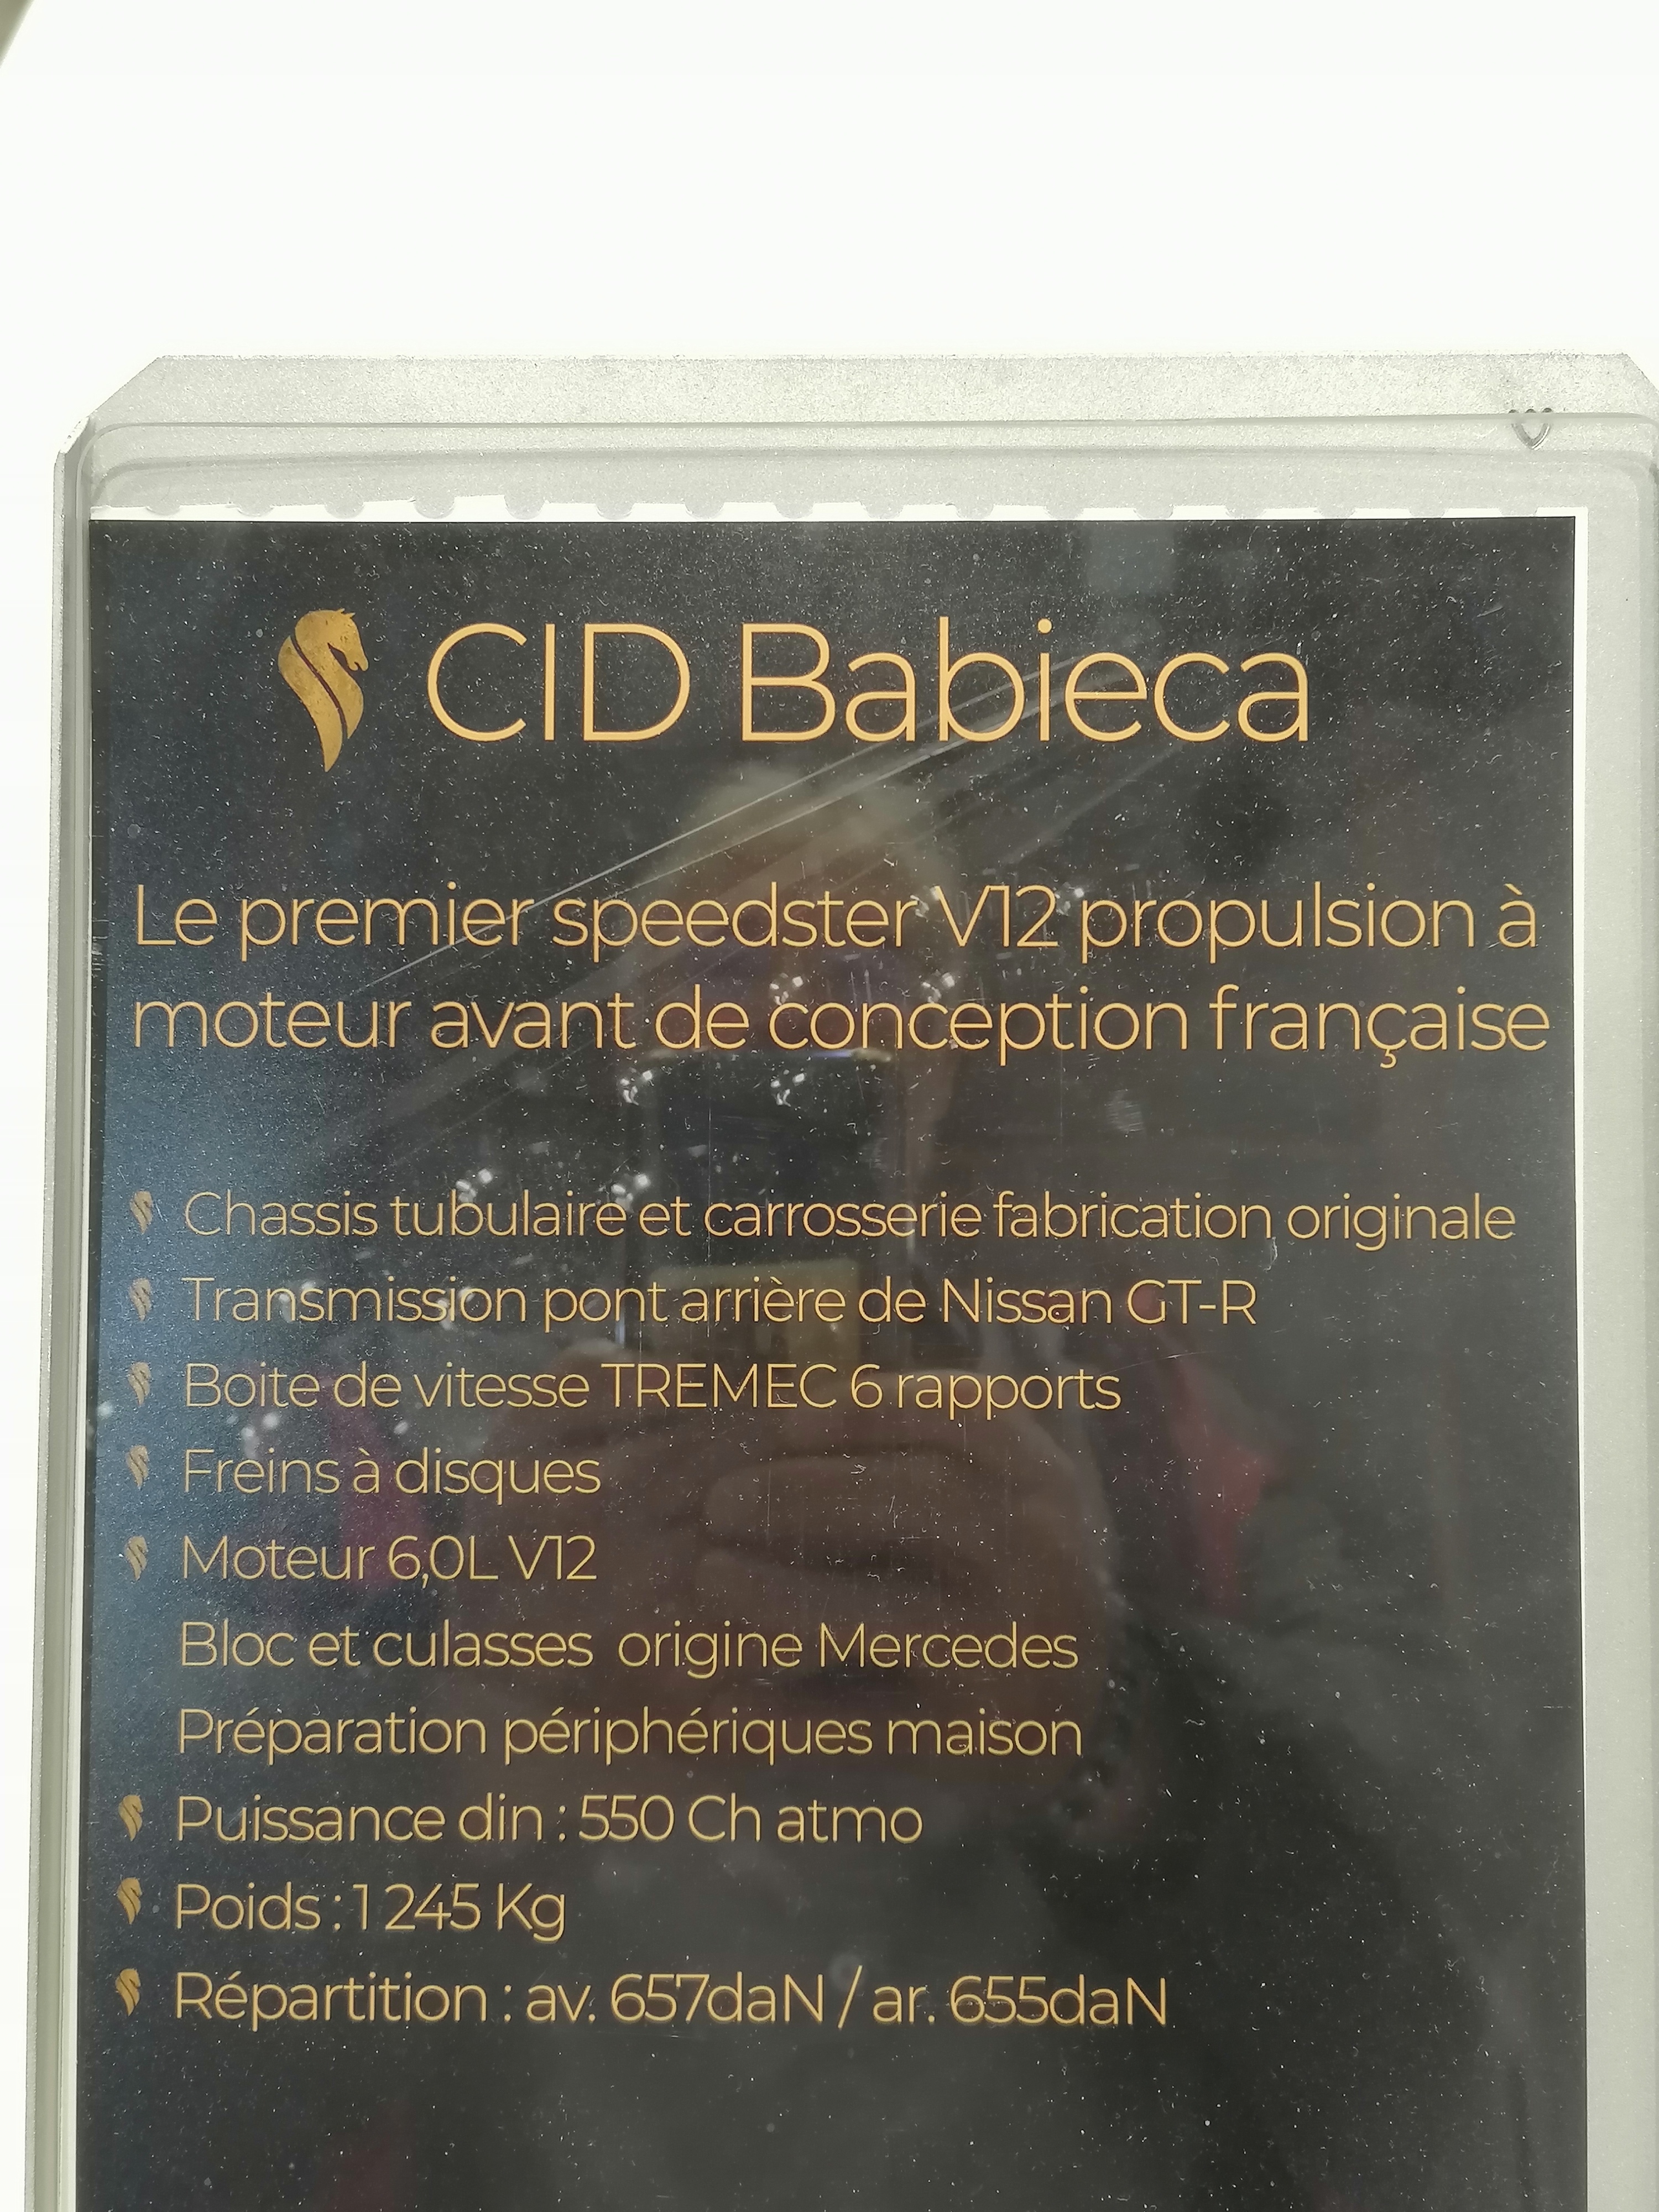 CID Babieca
Le premier speedster V12 propulsion à
moteur avant de conception française
Chassis tubulaire et carrosserie fabrication originale
Transmission pont arrière de Nissan GT-R
Boite de vitesse TREMEC 6 rapports
Freins à disques
Moteur 6,0L V12
Bloc et culasses origine Mercedes
Préparation périphériques maison
Puissance din : 550 Ch atmo
Poids : 1 245 Kg
Répartition : av. 657daN / ar. 655daN